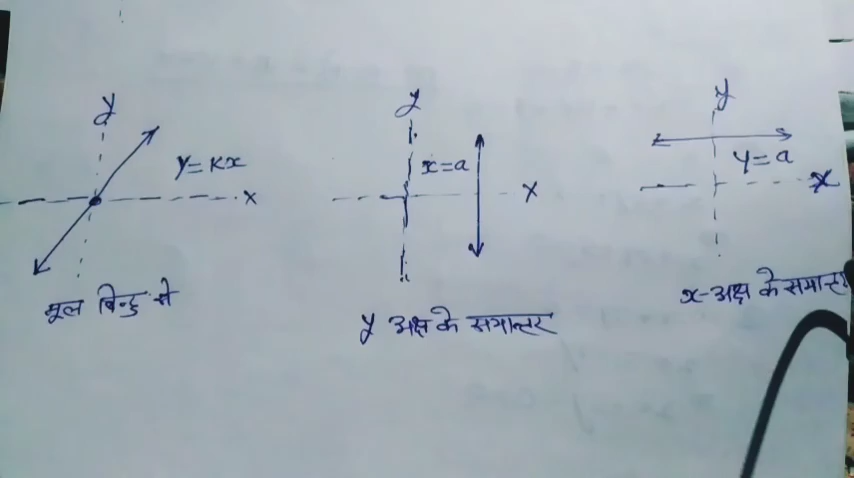 y
y = kx
x
मूल बिन्दु से
y
x = a
x
y अक्ष के समान्तर
y
y = a
x
x-अक्ष के समान्तर